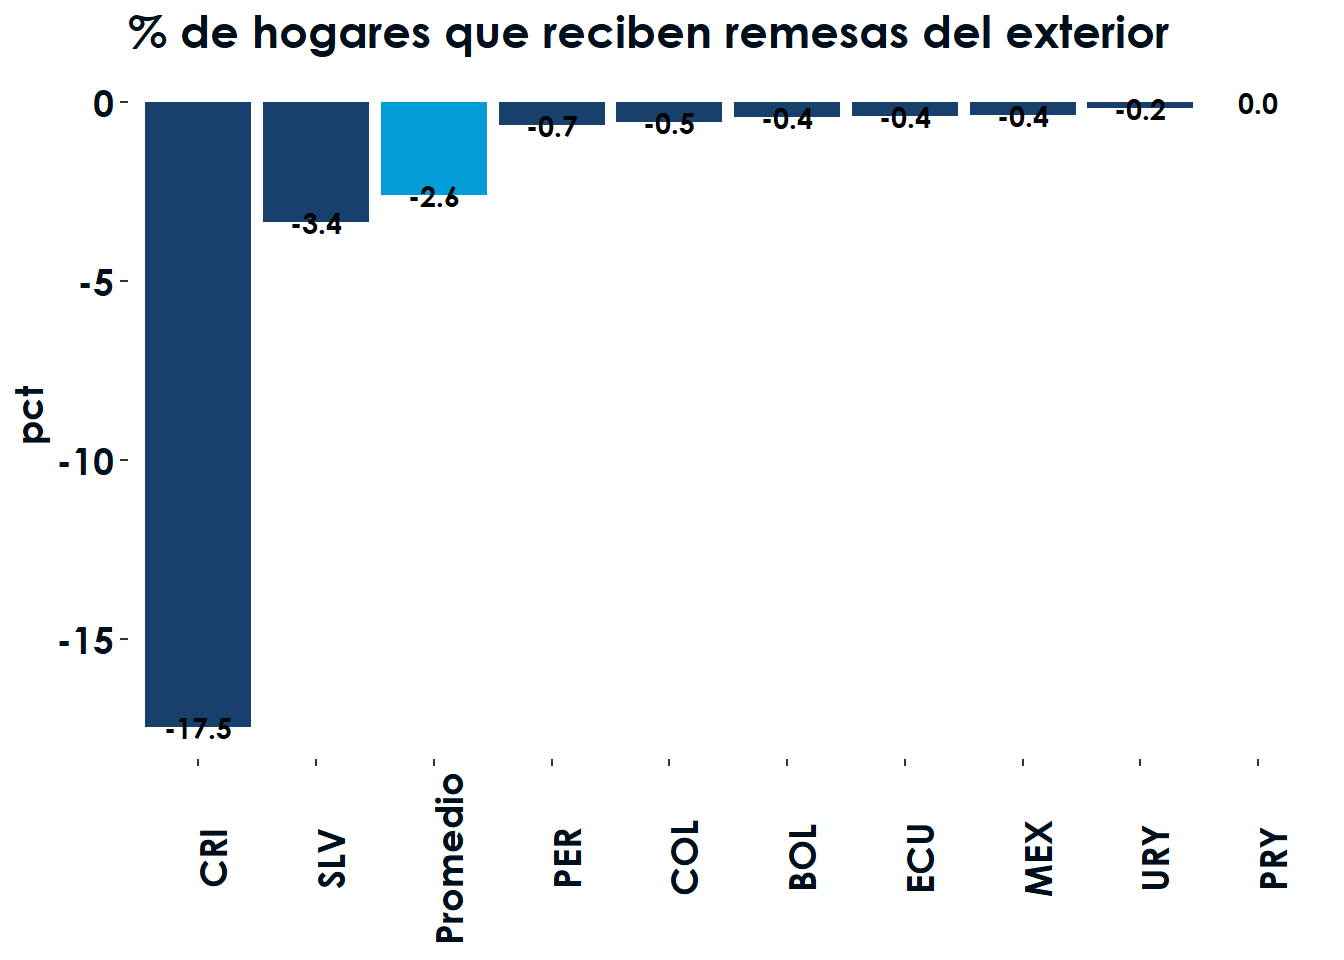 % de hogares que reciben remesas del exterior
0
-5
-10
-15
pct
-17.5
-3.4
-2.6
-0.7
-0.5
-0.4
-0.4
-0.4
-0.2
0.0
CRI
SLV
Promedio
PER
COL
BOL
ECU
MEX
URY
PRY